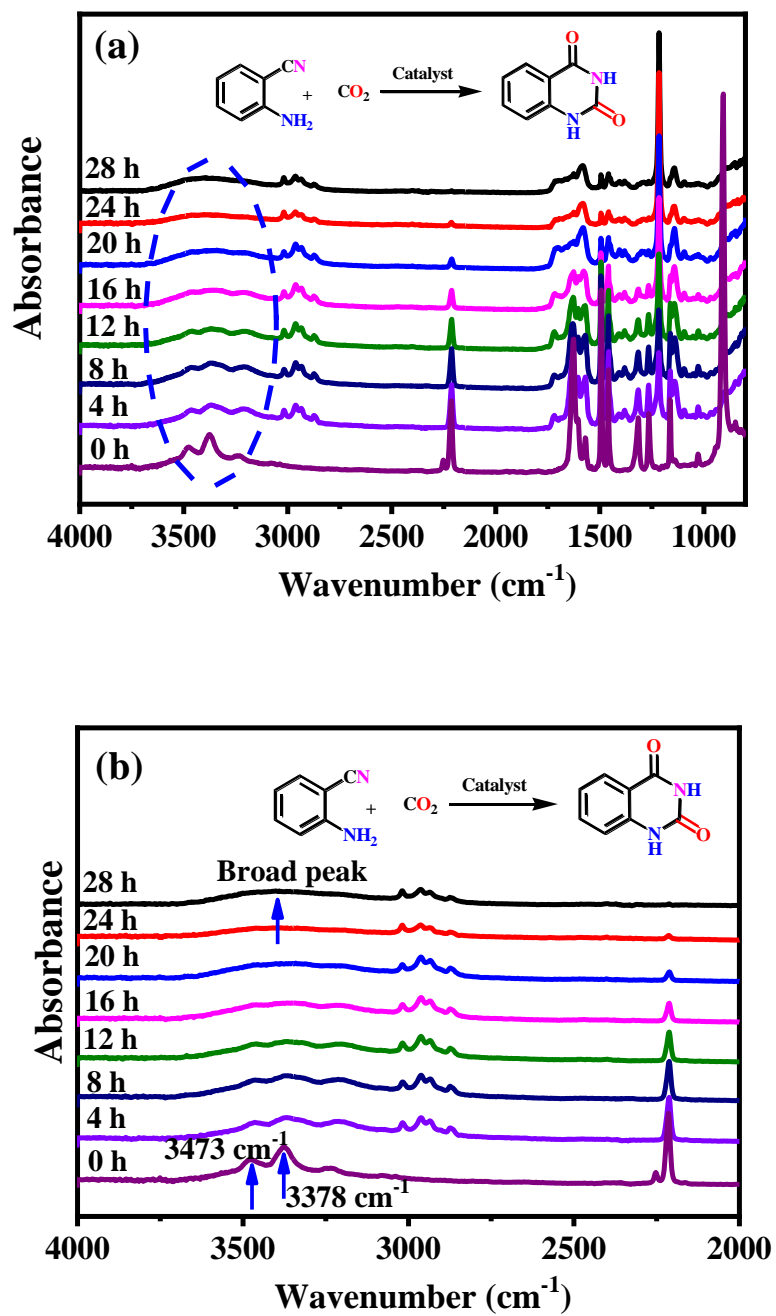 (a)
CN
NH₂
+
CO₂
Catalyst
O
NH
N
H
O
28 h
24 h
20 h
16 h
12 h
8 h
4 h
0 h
Absorbance
4000 3500 3000 2500 2000 1500 1000
Wavenumber (cm⁻¹)
(b)
CN
NH₂
+
CO₂
Catalyst
O
NH
N
H
O
Broad peak
28 h
24 h
20 h
16 h
12 h
8 h
4 h
3473 cm⁻¹
0 h
3378 cm⁻¹
Absorbance
4000 3500 3000 2500 2000
Wavenumber (cm⁻¹)